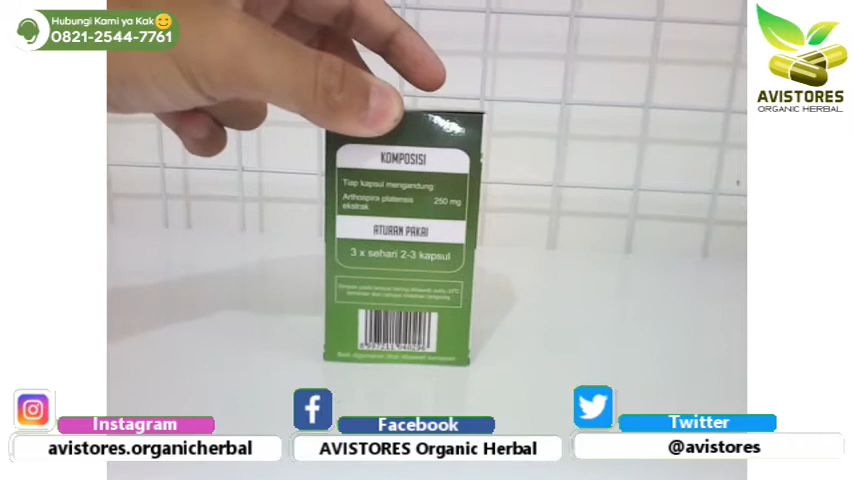 Hubungi Kami ya Kak😊
0821-2544-7761
AVISTORES
ORGANIC HERBAL
KOMPOSISI
Tiap kapsul mengandung:
Arthospira platensis 250 mg
ekstrak
ATURAN PAKAI
3 x sehari 2-3 kapsul
Instagram
avistores.organicherbal
Facebook
AVISTORES Organic Herbal
Twitter
@avistores